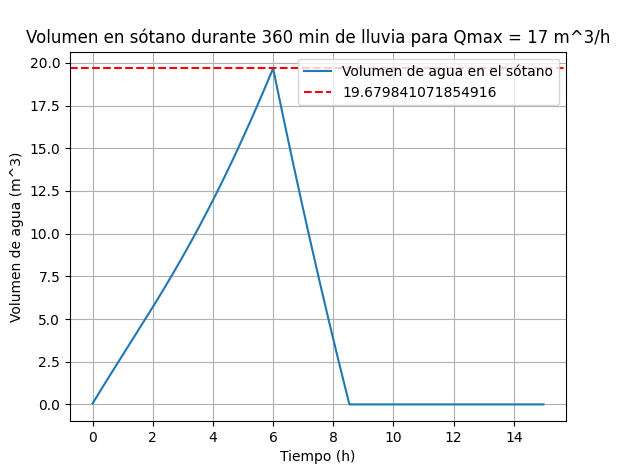 Volumen en sótano durante 360 min de lluvia para Qmax = 17 m^3/h
Volumen de agua en el sótano
19.679841071854916
Volumen de agua (m^3)
20.0
17.5
15.0
12.5
10.0
7.5
5.0
2.5
0.0
0 2 4 6 8 10 12 14
Tiempo (h)